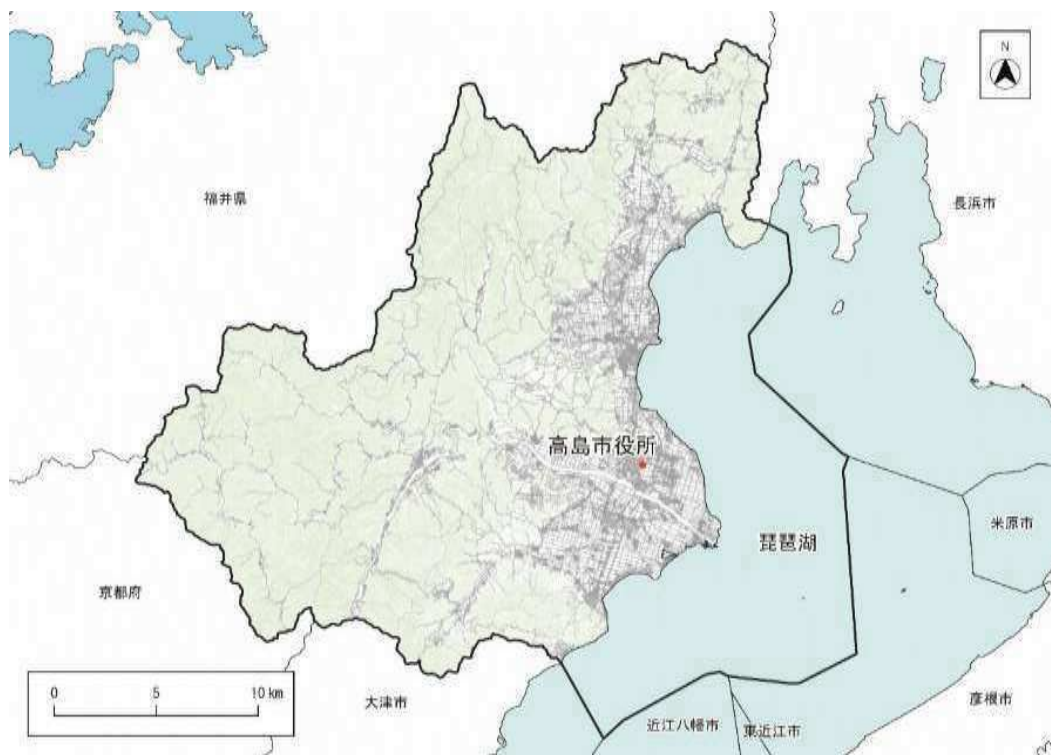 N
福井県
長浜市
高島市役所
米原市
琵琶湖
京都府
0 5 10 km
大津市
近江八幡市
東近江市
彦根市